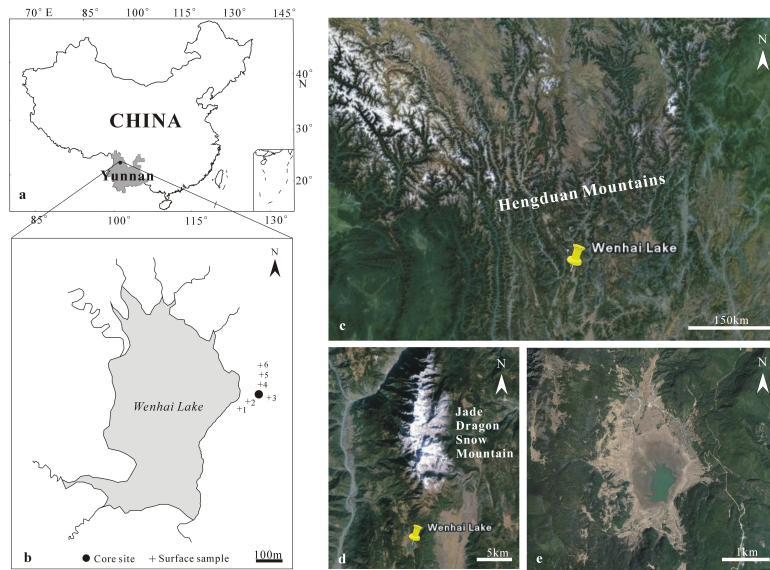 70° E 85° 100° 115° 130° 145°
40°
N
CHINA
30°
Yunnan
20°
a
85° 100° 115° 130°
N
6
5
4
3
2
1
Wenhai Lake
b
Core site
Surface sample
100m
N
Hengduan Mountains
Wenhai Lake
150km
c
N
Jade
Dragon
Snow
Mountain
Wenhai Lake
5km
d
N
1km
e